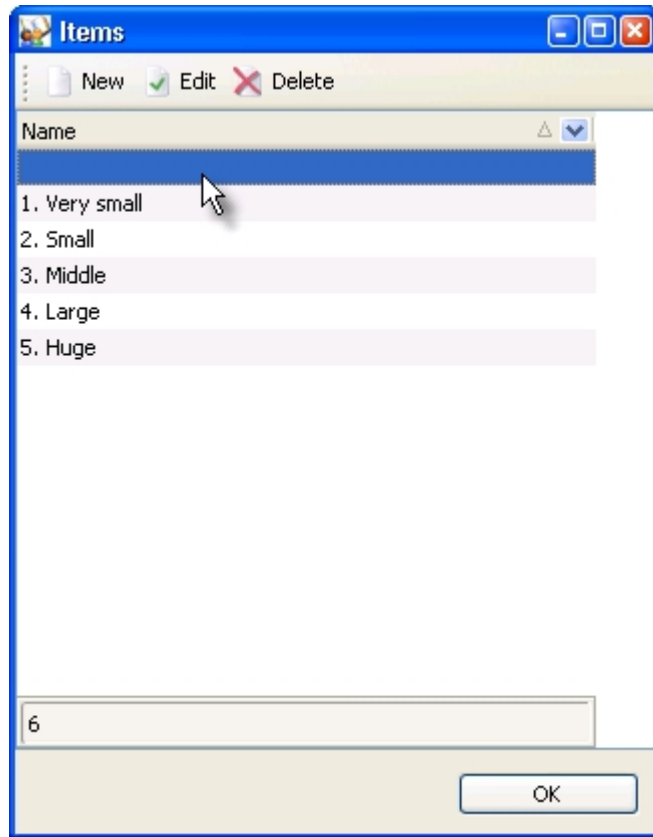 Items
New Edit Delete
Name
1. Very small
2. Small
3. Middle
4. Large
5. Huge
6
OK